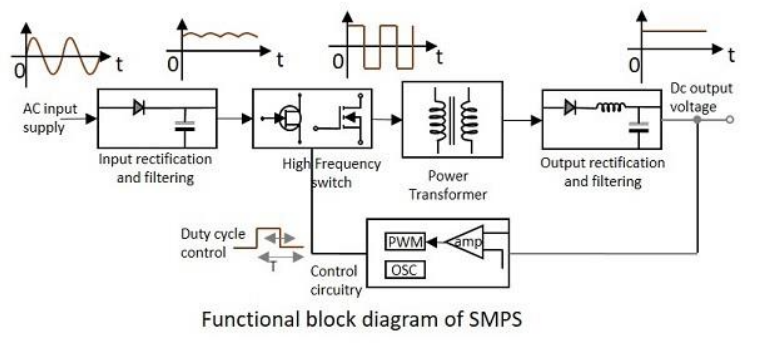 0
t
0
t
0
t
0
t
AC input
supply
Input rectification
and filtering
High Frequency
switch
Power
Transformer
Output rectification
and filtering
Dc output
voltage
Duty cycle
control
T
Control
circuitry
PWM
amp
OSC
Functional block diagram of SMPS